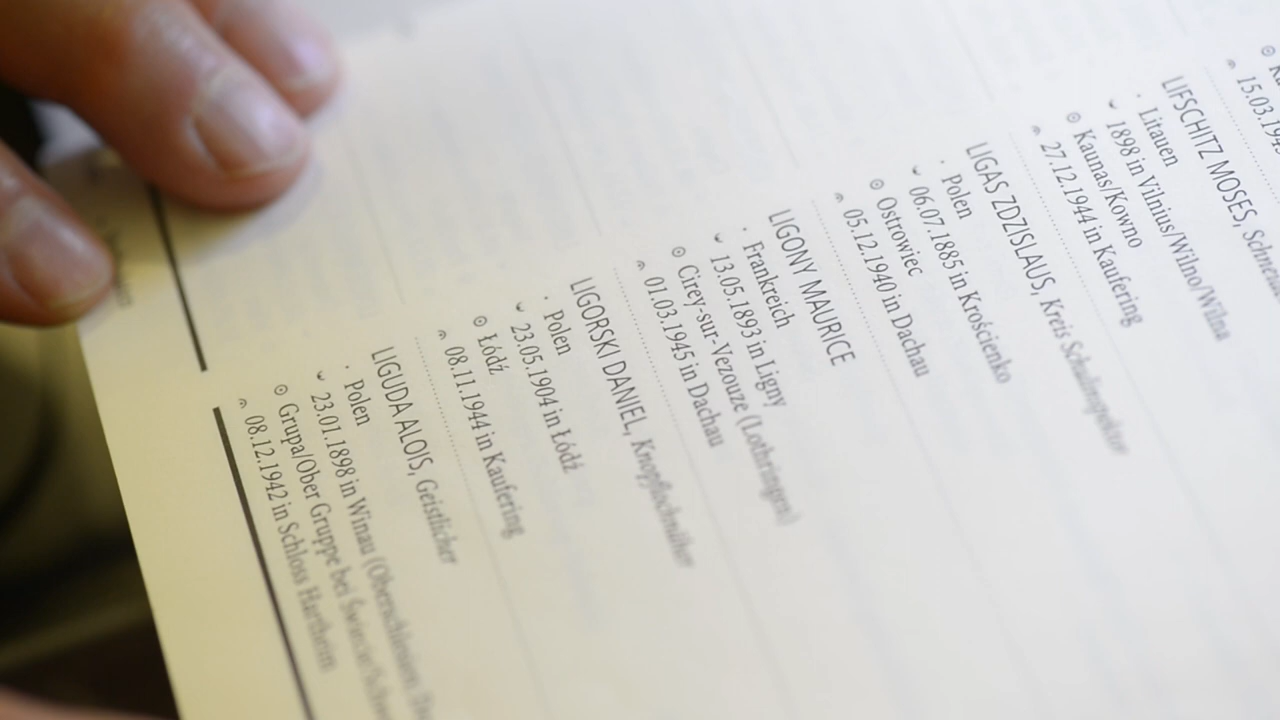 15.03.194
LIFSCHITZ MOSES,
Litauen
1898 in Vilnius/Wilno/Wilna
Kaunas/Kowno
27.12.1944 in Kaufering
LIGAS ZDZISLAUS, Kreis Schulinspektor
Polen
06.07.1885 in Krościenko
Ostrowiec
05.12.1940 in Dachau
LIGONY MAURICE
Frankreich
13.05.1893 in Ligny
Cirey-sur-Vezouze (Lothringen)
01.03.1945 in Dachau
LIGORSKI DANIEL, Knopflochnäher
Polen
23.05.1904 in Łódź
Łódź
08.11.1944 in Kaufering
LIGUDA ALOIS, Geistlicher
Polen
23.01.1898 in Winau (Oberschlesien,
Grupa/Ober Gruppe bei
08.12.1942 in Schloss Hartheim